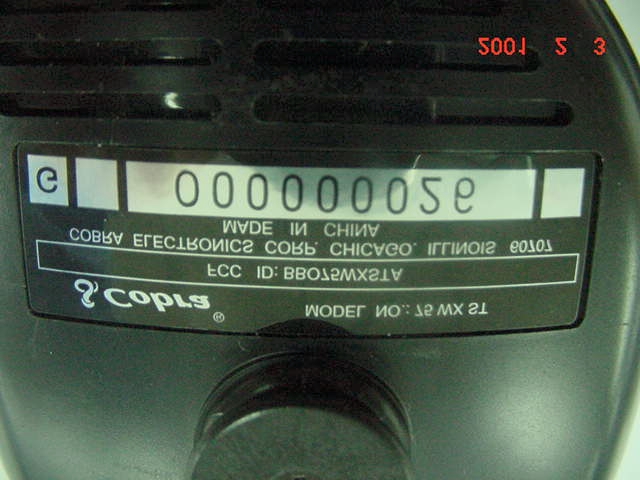 Cobra® MODEL NO.: 75 WX ST
FCC ID: BBO75WXSTA
COBRA ELECTRONICS CORP. CHICAGO, ILLINOIS 60707
MADE IN CHINA
G 0000000026
2001 2 3